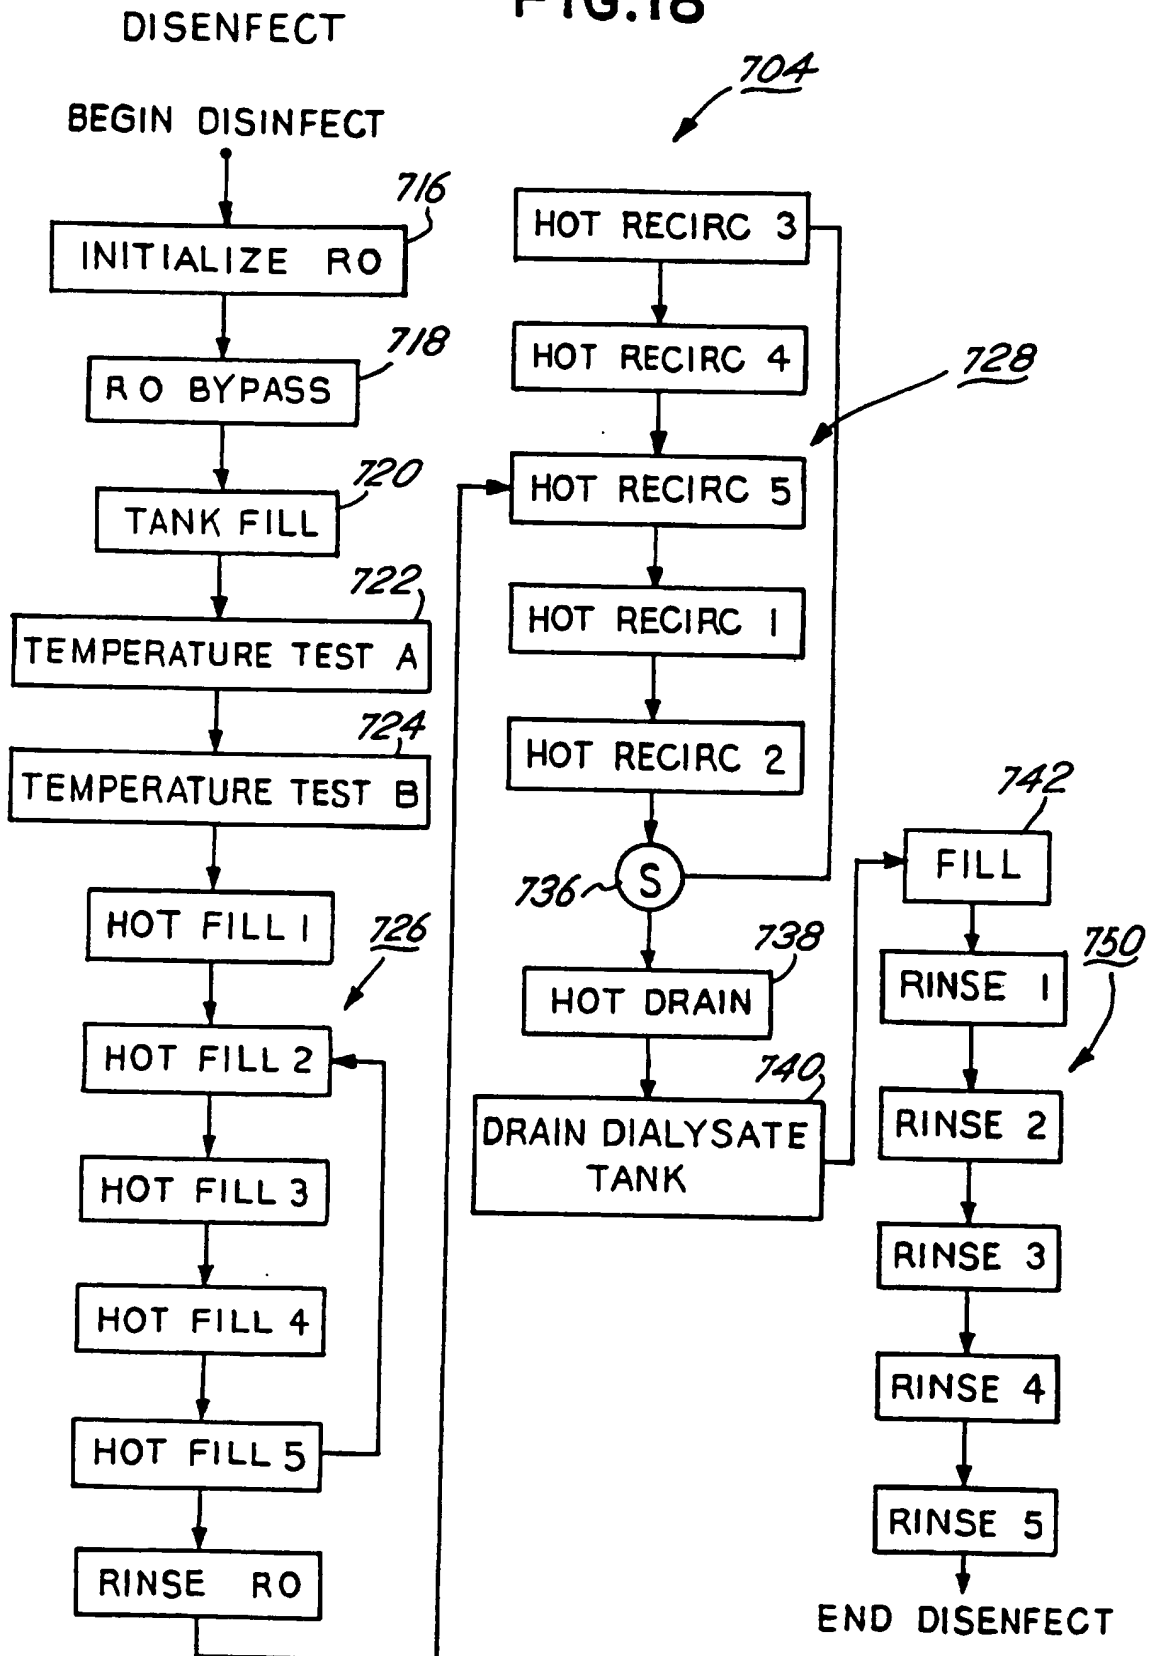 FIG.18
DISENFECT
BEGIN DISINFECT
716
INITIALIZE RO
718
RO BYPASS
720
TANK FILL
722
TEMPERATURE TEST A
724
TEMPERATURE TEST B
HOT FILL 1
726
HOT FILL 2
HOT FILL 3
HOT FILL 4
HOT FILL 5
RINSE RO
704
HOT RECIRC 3
HOT RECIRC 4
728
HOT RECIRC 5
HOT RECIRC 1
HOT RECIRC 2
736
S
738
HOT DRAIN
740
DRAIN DIALYSATE
TANK
742
FILL
750
RINSE 1
RINSE 2
RINSE 3
RINSE 4
RINSE 5
END DISENFECT